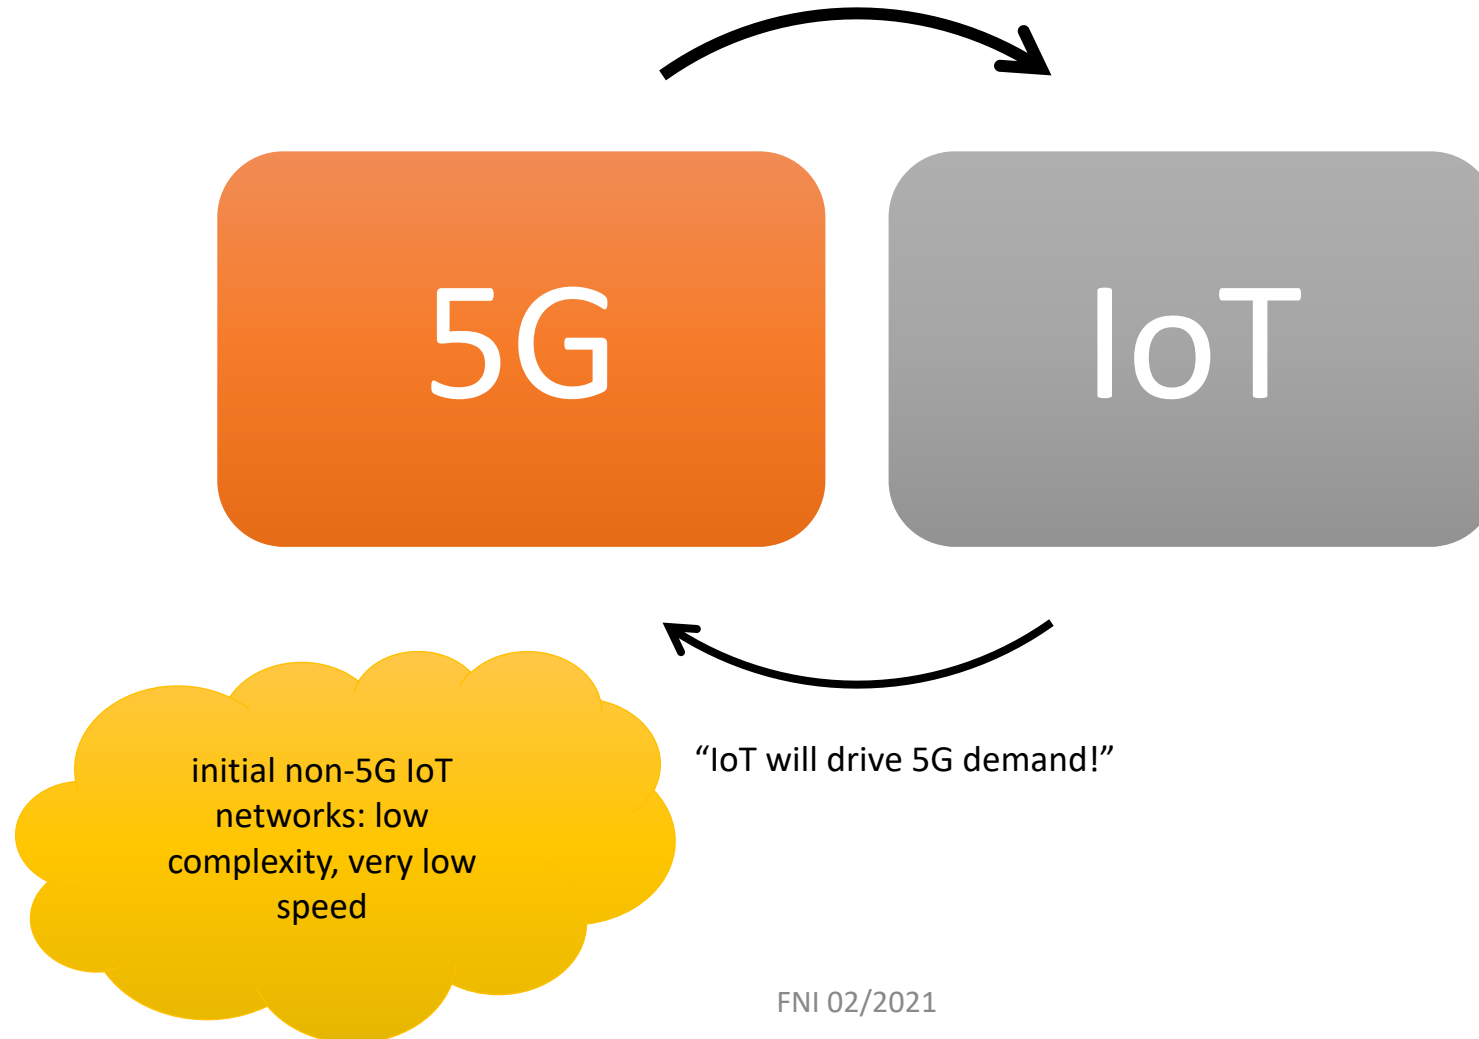 5G
IoT
initial non-5G IoT
networks: low
complexity, very low
speed
“IoT will drive 5G demand!”
FNI 02/2021